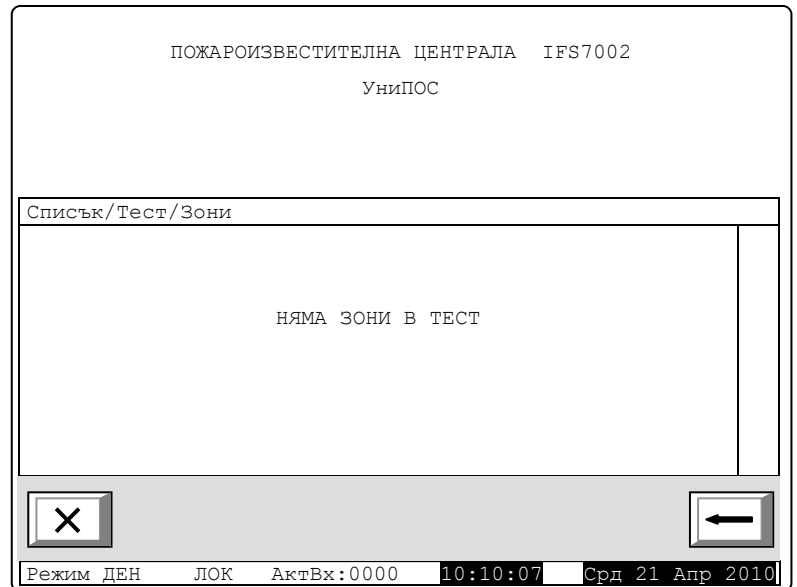 ПОЖАРОИЗВЕСТИТЕЛНА ЦЕНТРАЛА IFS7002
УниПОС
Списък/Тест/Зони
НЯМА ЗОНИ В ТЕСТ
Режим ДЕН ЛОК АктВх:0000 10:10:07 Срд 21 Апр 2010